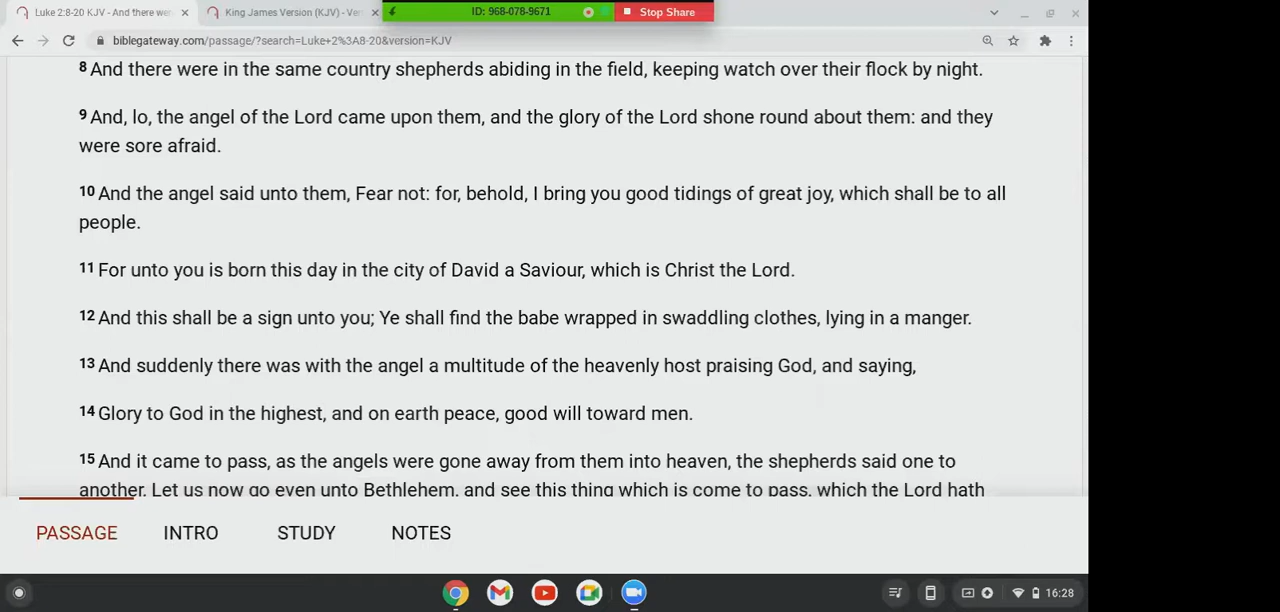 Luke 2:8-20 KJV - And there wer
King James Version (KJV) - Ver
ID: 968-078-9671
Stop Share
biblegateway.com/passage/?search=Luke+2%3A8-20&version=KJV
8 And there were in the same country shepherds abiding in the field, keeping watch over their flock by night.
9 And, lo, the angel of the Lord came upon them, and the glory of the Lord shone round about them: and they
were sore afraid.
10 And the angel said unto them, Fear not: for, behold, I bring you good tidings of great joy, which shall be to all
people.
11 For unto you is born this day in the city of David a Saviour, which is Christ the Lord.
12 And this shall be a sign unto you; Ye shall find the babe wrapped in swaddling clothes, lying in a manger.
13 And suddenly there was with the angel a multitude of the heavenly host praising God, and saying,
14 Glory to God in the highest, and on earth peace, good will toward men.
15 And it came to pass, as the angels were gone away from them into heaven, the shepherds said one to
another, Let us now go even unto Bethlehem, and see this thing which is come to pass, which the Lord hath
PASSAGE INTRO STUDY NOTES
16:28